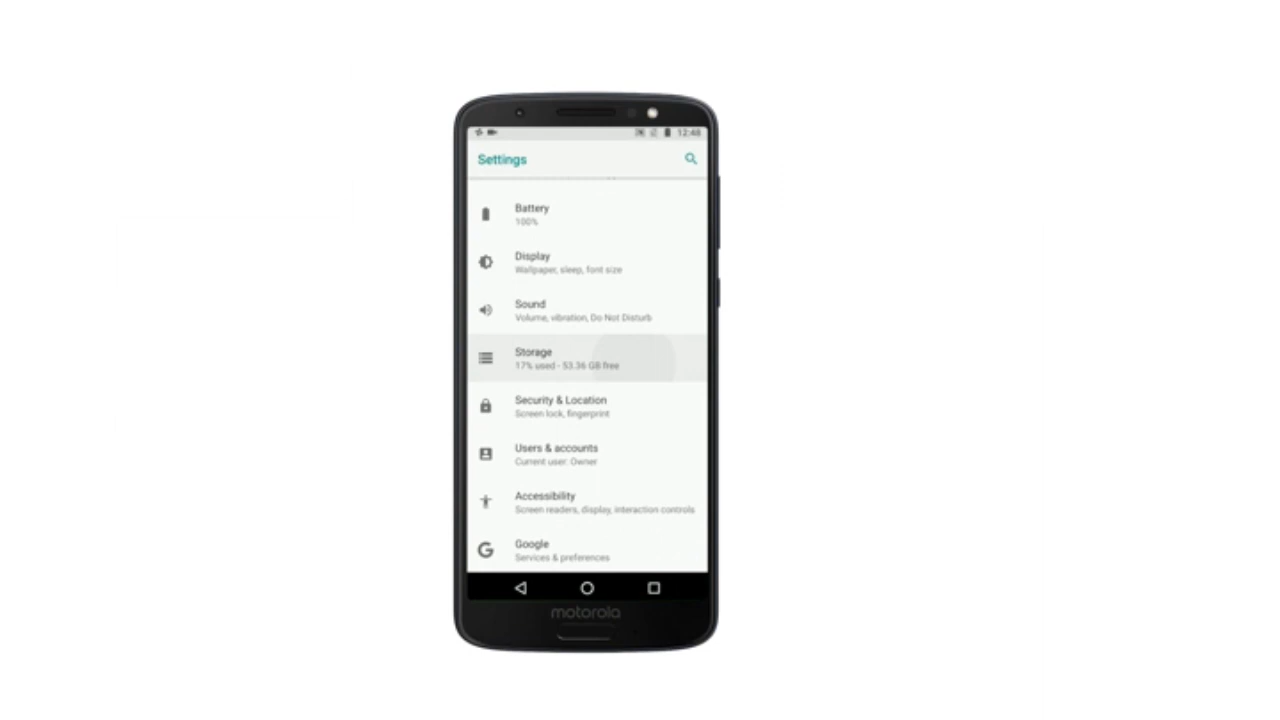 12:48
Settings
Battery
100%
Display
Wallpaper, sleep, font size
Sound
Volume, vibration, Do Not Disturb
Storage
17% used - 53.36 GB free
Security & Location
Screen lock, fingerprint
Users & accounts
Current user: Owner
Accessibility
Screen readers, display, interaction controls
Google
Services & preferences
motorola